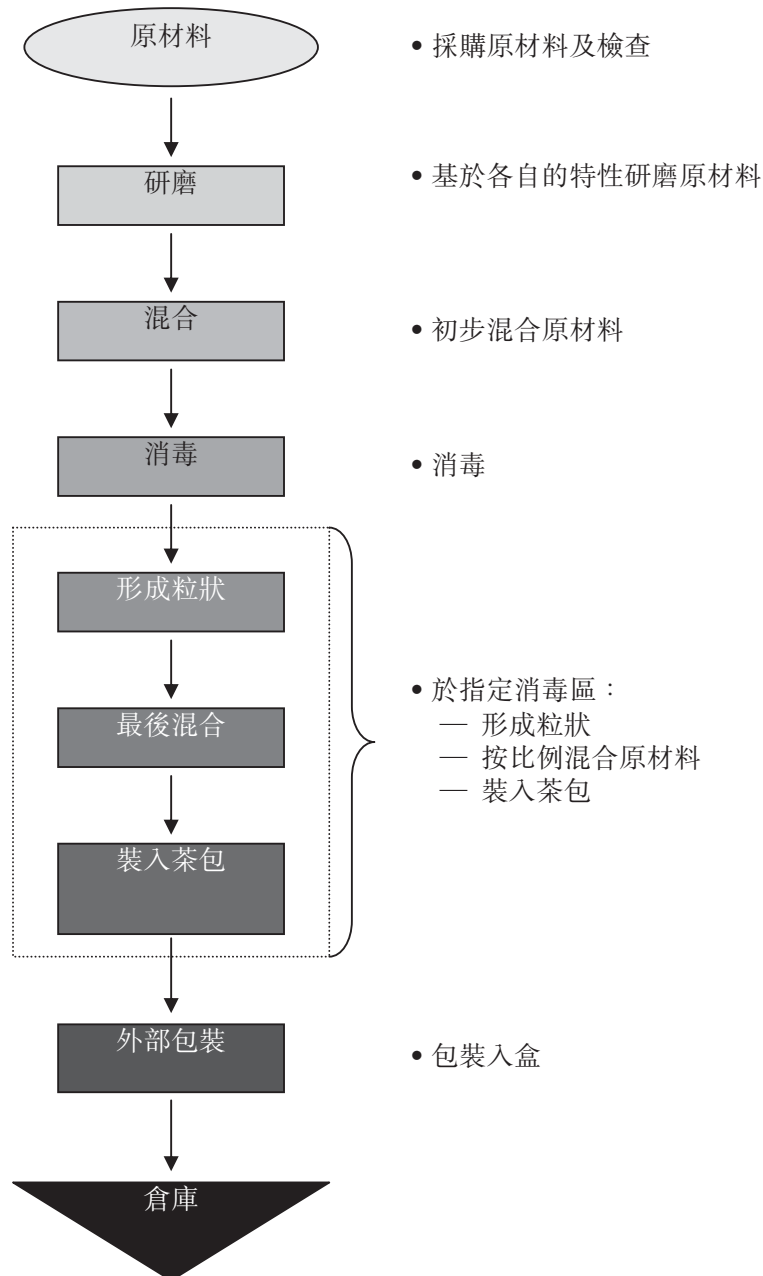 原材料
• 採購原材料及檢查
研磨
• 基於各自的特性研磨原材料
混合
• 初步混合原材料
消毒
• 消毒
形成粒狀
最後混合
裝入茶包
• 於指定消毒區：
— 形成粒狀
— 按比例混合原材料
— 裝入茶包
外部包裝
• 包裝入盒
倉庫